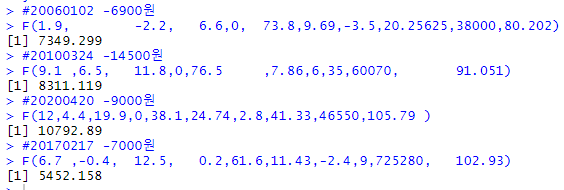 > #20060102 -6900원
> F(1.9,        -2.2,   6.6,0,  73.8,9.69,-3.5,20.25625,38000,80.202)
[1] 7349.299
> #20100324 -14500원
> F(9.1 ,6.5,   11.8,0,76.5     ,7.86,6,35,60070,       91.051)
[1] 8311.119
> #20200420 -9000원
> F(12,4.4,19.9,0,38.1,24.74,2.8,41.33,46550,105.79 )
[1] 10792.89
> #20170217 -7000원
> F(6.7 ,-0.4,  12.5,   0.2,61.6,11.43,-2.4,9,725280,   102.93)
[1] 5452.158
>